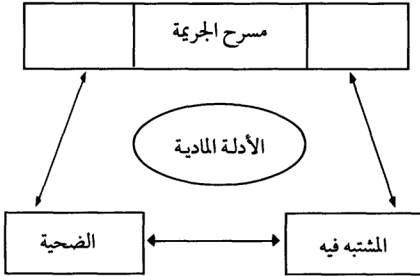 مسرح الجريمة
الأدلة المادية
المشتبه فيه
الضحية